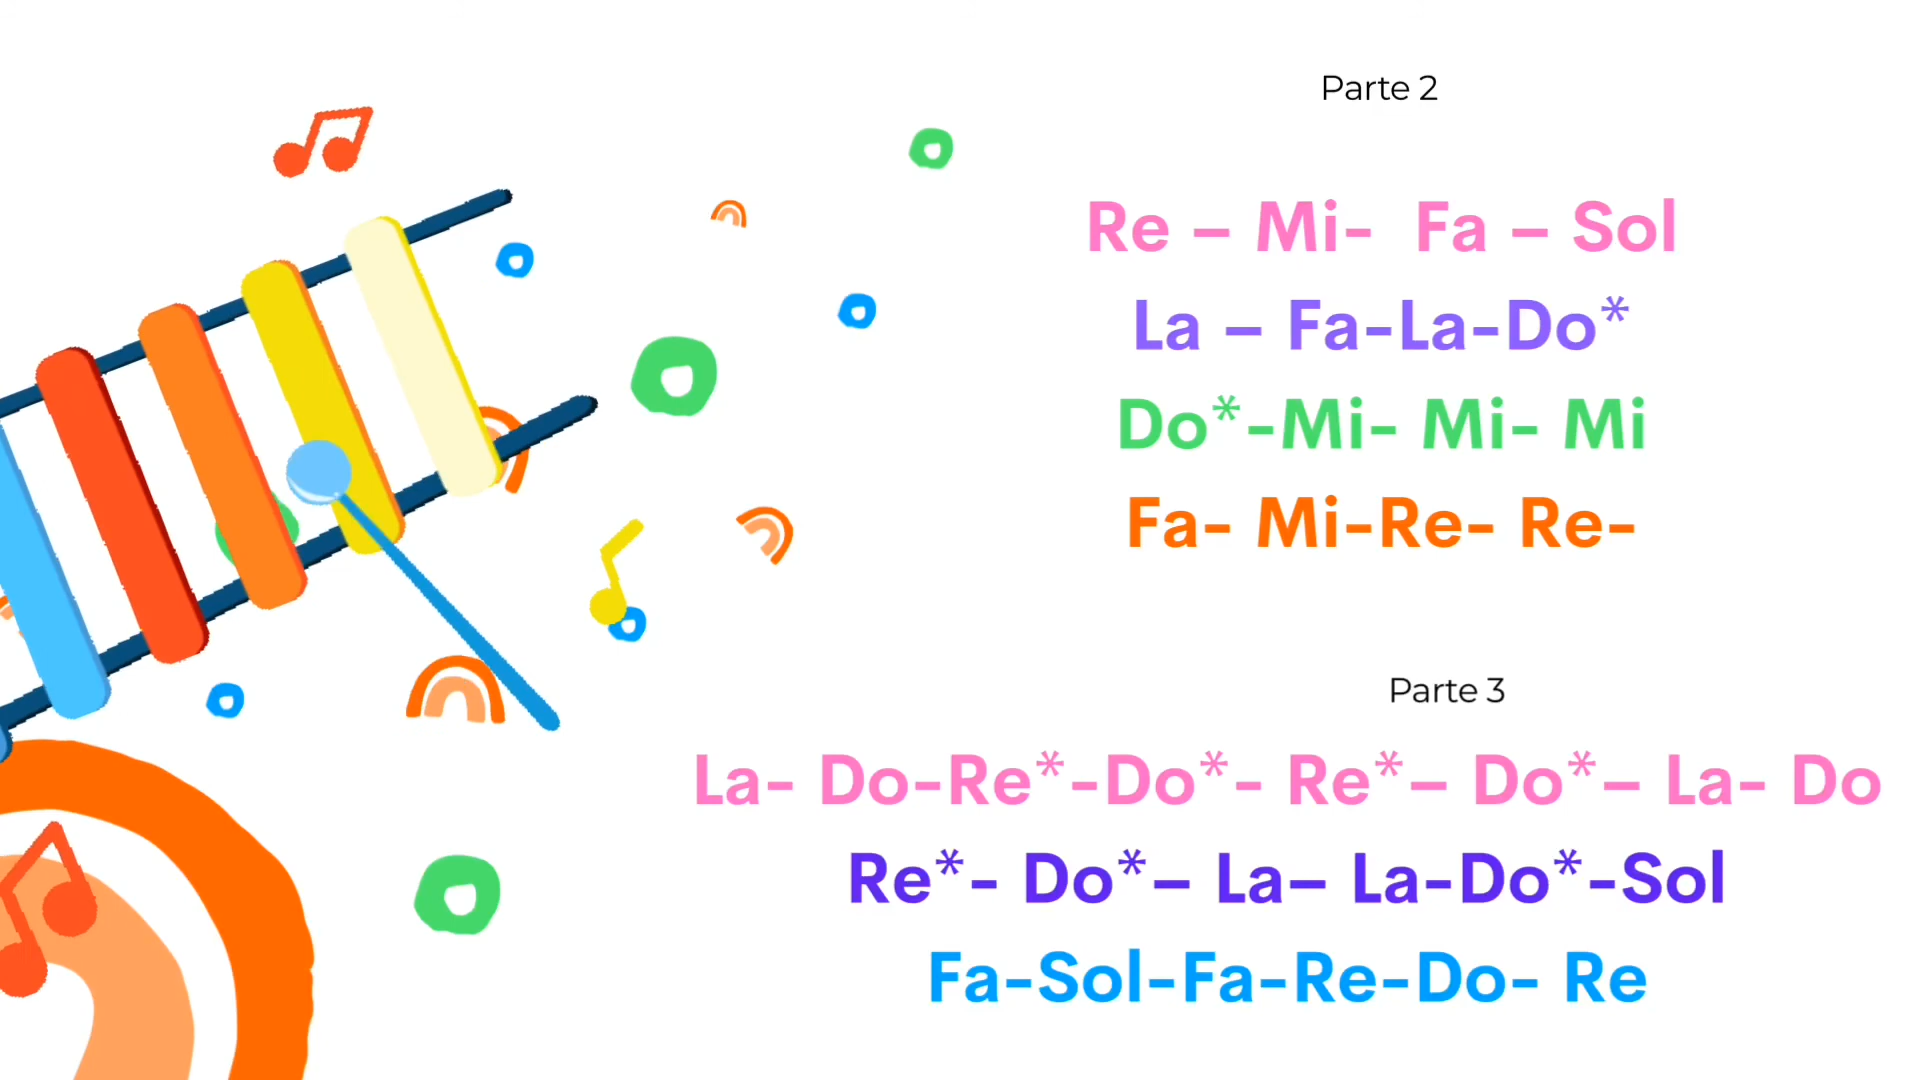 Parte 2
Re – Mi-  Fa – Sol
La – Fa-La-Do*
Do*-Mi- Mi- Mi
Fa- Mi-Re- Re-
Parte 3
La- Do-Re*-Do*- Re*– Do*– La- Do
Re*- Do*– La– La-Do*-Sol
Fa-Sol-Fa-Re-Do- Re